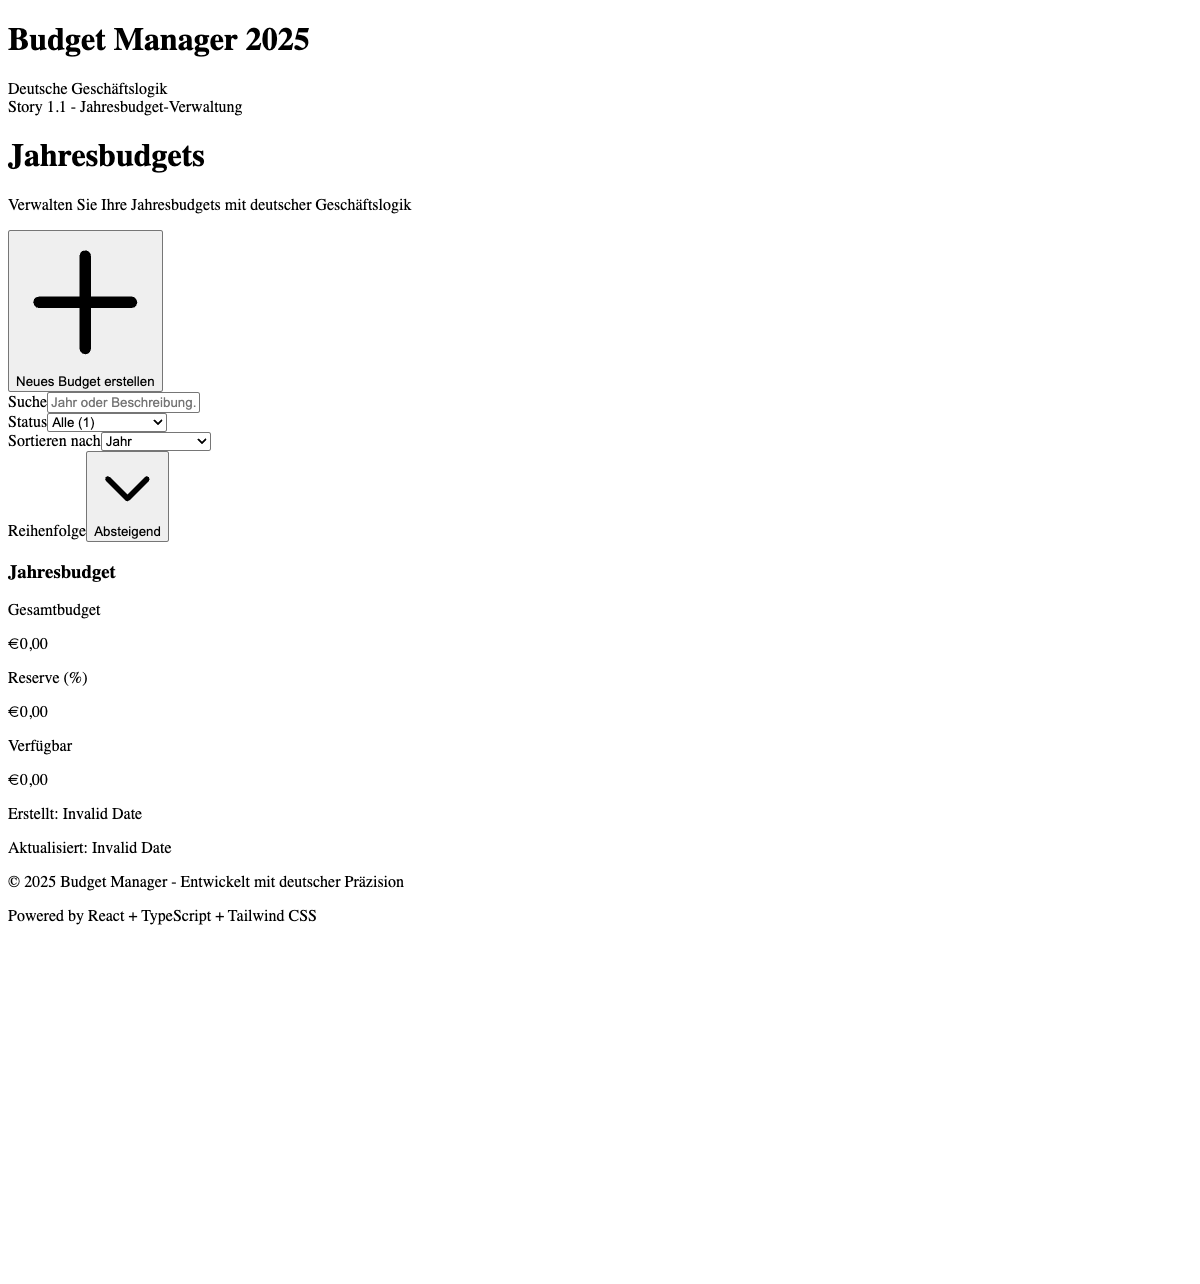 Budget Manager 2025
Deutsche Geschäftslogik
Story 1.1 - Jahresbudget-Verwaltung
Jahresbudgets
Verwalten Sie Ihre Jahresbudgets mit deutscher Geschäftslogik
Neues Budget erstellen
Suche Jahr oder Beschreibung.
Status Alle (1)
Sortieren nach Jahr
Reihenfolge Absteigend
Jahresbudget
Gesamtbudget
€0,00
Reserve (%)
€0,00
Verfügbar
€0,00
Erstellt: Invalid Date
Aktualisiert: Invalid Date
© 2025 Budget Manager - Entwickelt mit deutscher Präzision
Powered by React + TypeScript + Tailwind CSS